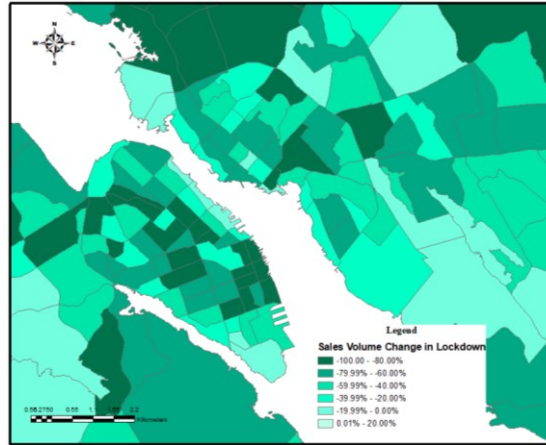 N
W E
S
Legend
Sales Volume Change in Lockdown
-100.00 - -80.00%
-79.99% - -60.00%
-59.99% - -40.00%
-39.99% - -20.00%
-19.99% - 0.00%
0.01% - 20.00%
0.55 1.1 2.2
Kilometers